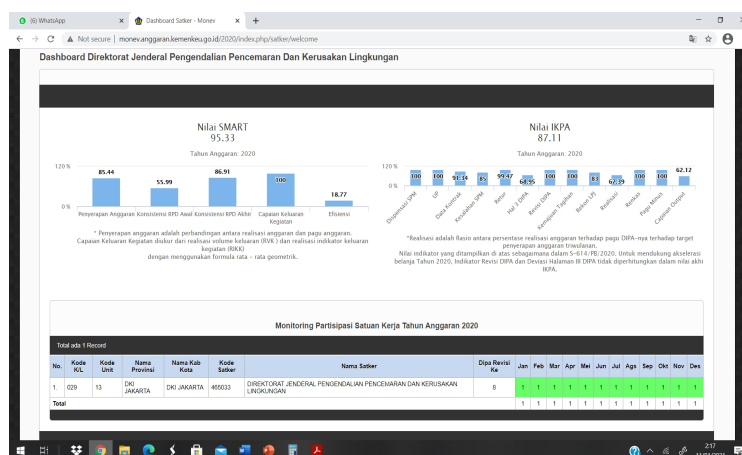 (6) WhatsApp
Dashboard Satker - Monev
Not secure | monev.anggaran.kemenkeu.go.id/2020/index.php/satker/welcome
Dashboard Direktorat Jenderal Pengendalian Pencemaran Dan Kerusakan Lingkungan
Nilai SMART
95.33
Tahun Anggaran: 2020
120 %
85.44
55.99
86.91
100
18.77
0 %
Penyerapan Anggaran
Konsistensi RPD Awal
Konsistensi RPD Akhir
Capaian Keluaran Kegiatan
Efisiensi
* Penyerapan anggaran adalah perbandingan antara realisasi anggaran dan pagu anggaran.
Capaian Keluaran Kegiatan diukur dari realisasi volume keluaran (RVK ) dan realisasi indikator keluaran
kegiatan (RIKK)
dengan menggunakan formula rata - rata geometrik.
Nilai IKPA
87.11
Tahun Anggaran: 2020
120 %
100
100
91.34
85
99.47
68.95
100
100
83
67.39
100
100
62.12
0 %
Dispensasi SPM
UP
Data Kontrak
Kesalahan SPM
Retur
Hal 3 DIPA
Revisi DIPA
Kemajuan Tagihan
Rekon LPJ
Realisasi
Renkas
Pagu Minus
Capaian Output
*Realisasi adalah Rasio antara persentase realisasi anggaran terhadap pagu DIPA-nya terhadap target
penyerapan anggaran triwulanan.
Nilai indikator yang ditampilkan di atas sebagaimana dalam S-614/PB/2020. Untuk mendukung akselerasi
belanja Tahun 2020, Indikator Revisi DIPA dan Deviasi Halaman III DIPA tidak diperhitungkan dalam nilai akhi
IKPA.
Monitoring Partisipasi Satuan Kerja Tahun Anggaran 2020
Total ada 1 Record
No. Kode K/L Kode Unit Nama Provinsi Nama Kab Kota Kode Satker Nama Satker Dipa Revisi Ke Jan Feb Mar Apr Mei Jun Jul Ags Sep Okt Nov Des
1. 029 13 DKI JAKARTA DKI JAKARTA 465033 DIREKTORAT JENDERAL PENGENDALIAN PENCEMARAN DAN KERUSAKAN LINGKUNGAN 8 1 1 1 1 1 1 1 1 1 1 1 1
Total 1 1 1 1 1 1 1 1 1 1 1 1
2:17
11/01/2021